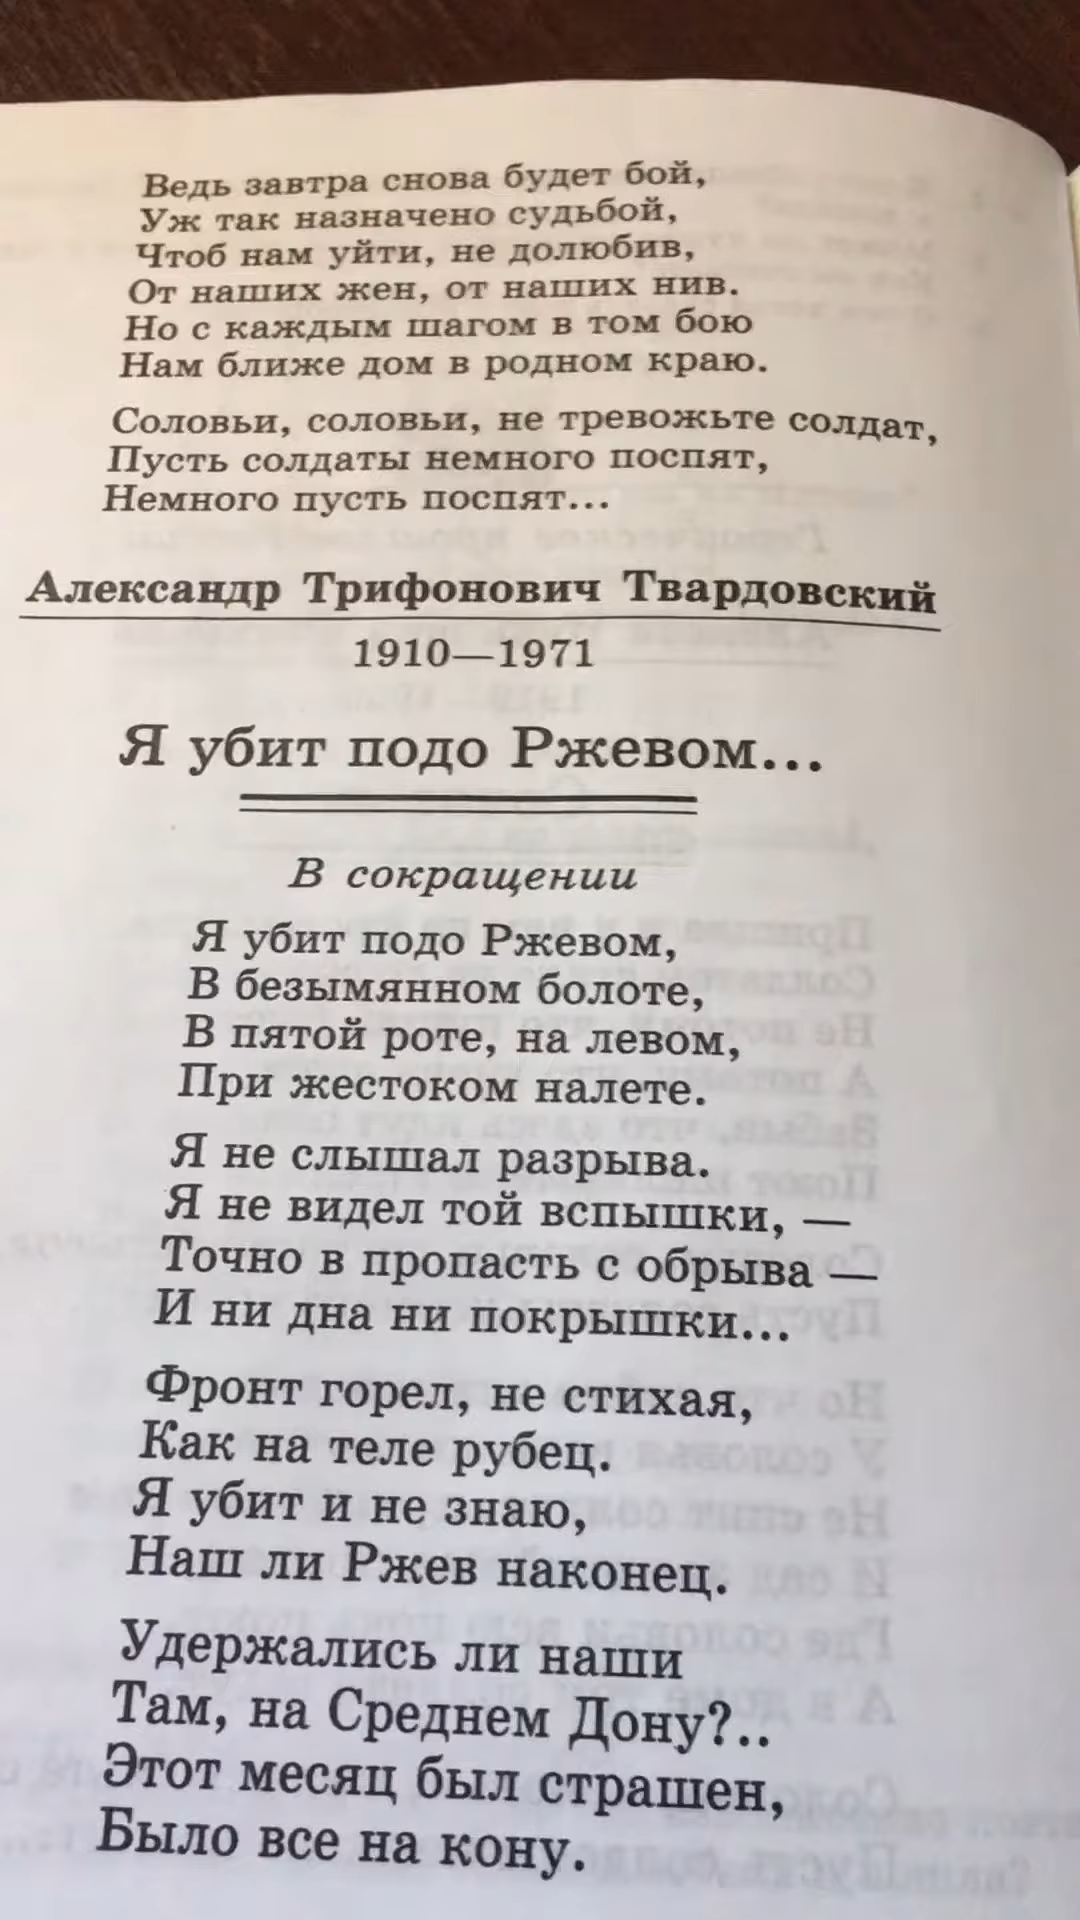 Ведь завтра снова будет бой,
Уж так назначено судьбой,
Чтоб нам уйти, не долюбив,
От наших жен, от наших нив.
Но с каждым шагом в том бою
Нам ближе дом в родном краю.
Соловьи, соловьи, не тревожьте солдат,
Пусть солдаты немного поспят,
Немного пусть поспят...
Александр Трифонович Твардовский
1910—1971
Я убит подо Ржевом...
В сокращении
Я убит подо Ржевом,
В безымянном болоте,
В пятой роте, на левом,
При жестоком налете.
Я не слышал разрыва.
Я не видел той вспышки, —
Точно в пропасть с обрыва —
И ни дна ни покрышки...
Фронт горел, не стихая,
Как на теле рубец.
Я убит и не знаю,
Наш ли Ржев наконец.
Удержались ли наши
Там, на Среднем Дону?..
Этот месяц был страшен,
Было все на кону.